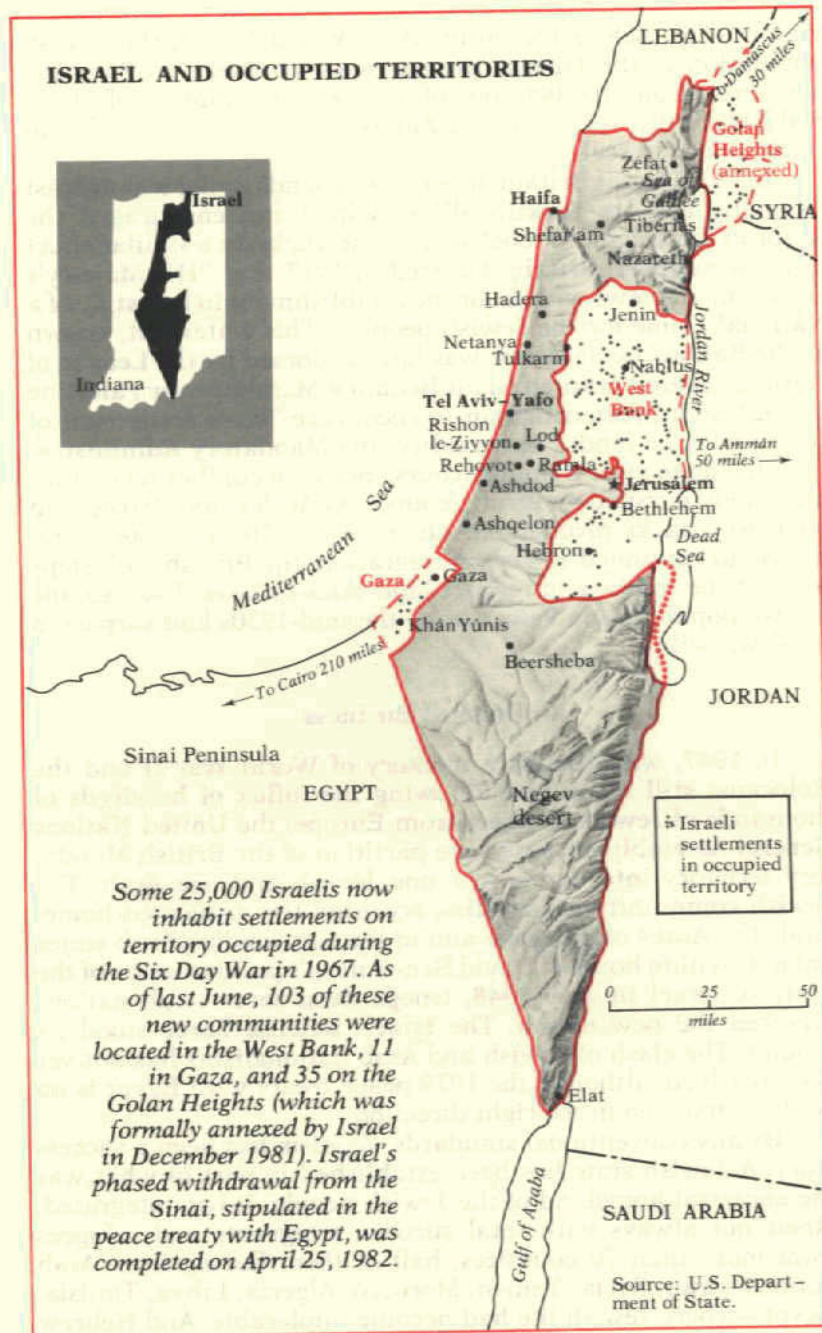 ISRAEL AND OCCUPIED TERRITORIES
LEBANON
To Damascus
30 miles
Israel
Indiana
Golan
Heights
(annexed)
SYRIA
Zefat
Sea of
Galilee
Haifa
Shefar'am
Tiberias
Nazareth
Hadera
Jenin
Netanya
Tulkarm
Nablus
Jordan River
West
Bank
Tel Aviv–Yafo
Rishon
le-Ziyyon
Lod
To Ammán
50 miles
Rehovot
Ramla
Ashdod
Jerusalem
Bethlehem
Ashqelon
Hebron
Dead
Sea
Mediterranean Sea
Gaza
Gaza
Khán Yúnis
Beersheba
To Cairo 210 miles
JORDAN
Sinai Peninsula
EGYPT
Negev
desert
Israeli
settlements
in occupied
territory
0 25 50
miles
Some 25,000 Israelis now
inhabit settlements on
territory occupied during
the Six Day War in 1967. As
of last June, 103 of these
new communities were
located in the West Bank, 11
in Gaza, and 35 on the
Golan Heights (which was
formally annexed by Israel
in December 1981). Israel's
phased withdrawal from the
Sinai, stipulated in the
peace treaty with Egypt, was
completed on April 25, 1982.
Elat
Gulf of Aqaba
SAUDI ARABIA
Source: U.S. Depart–
ment of State.